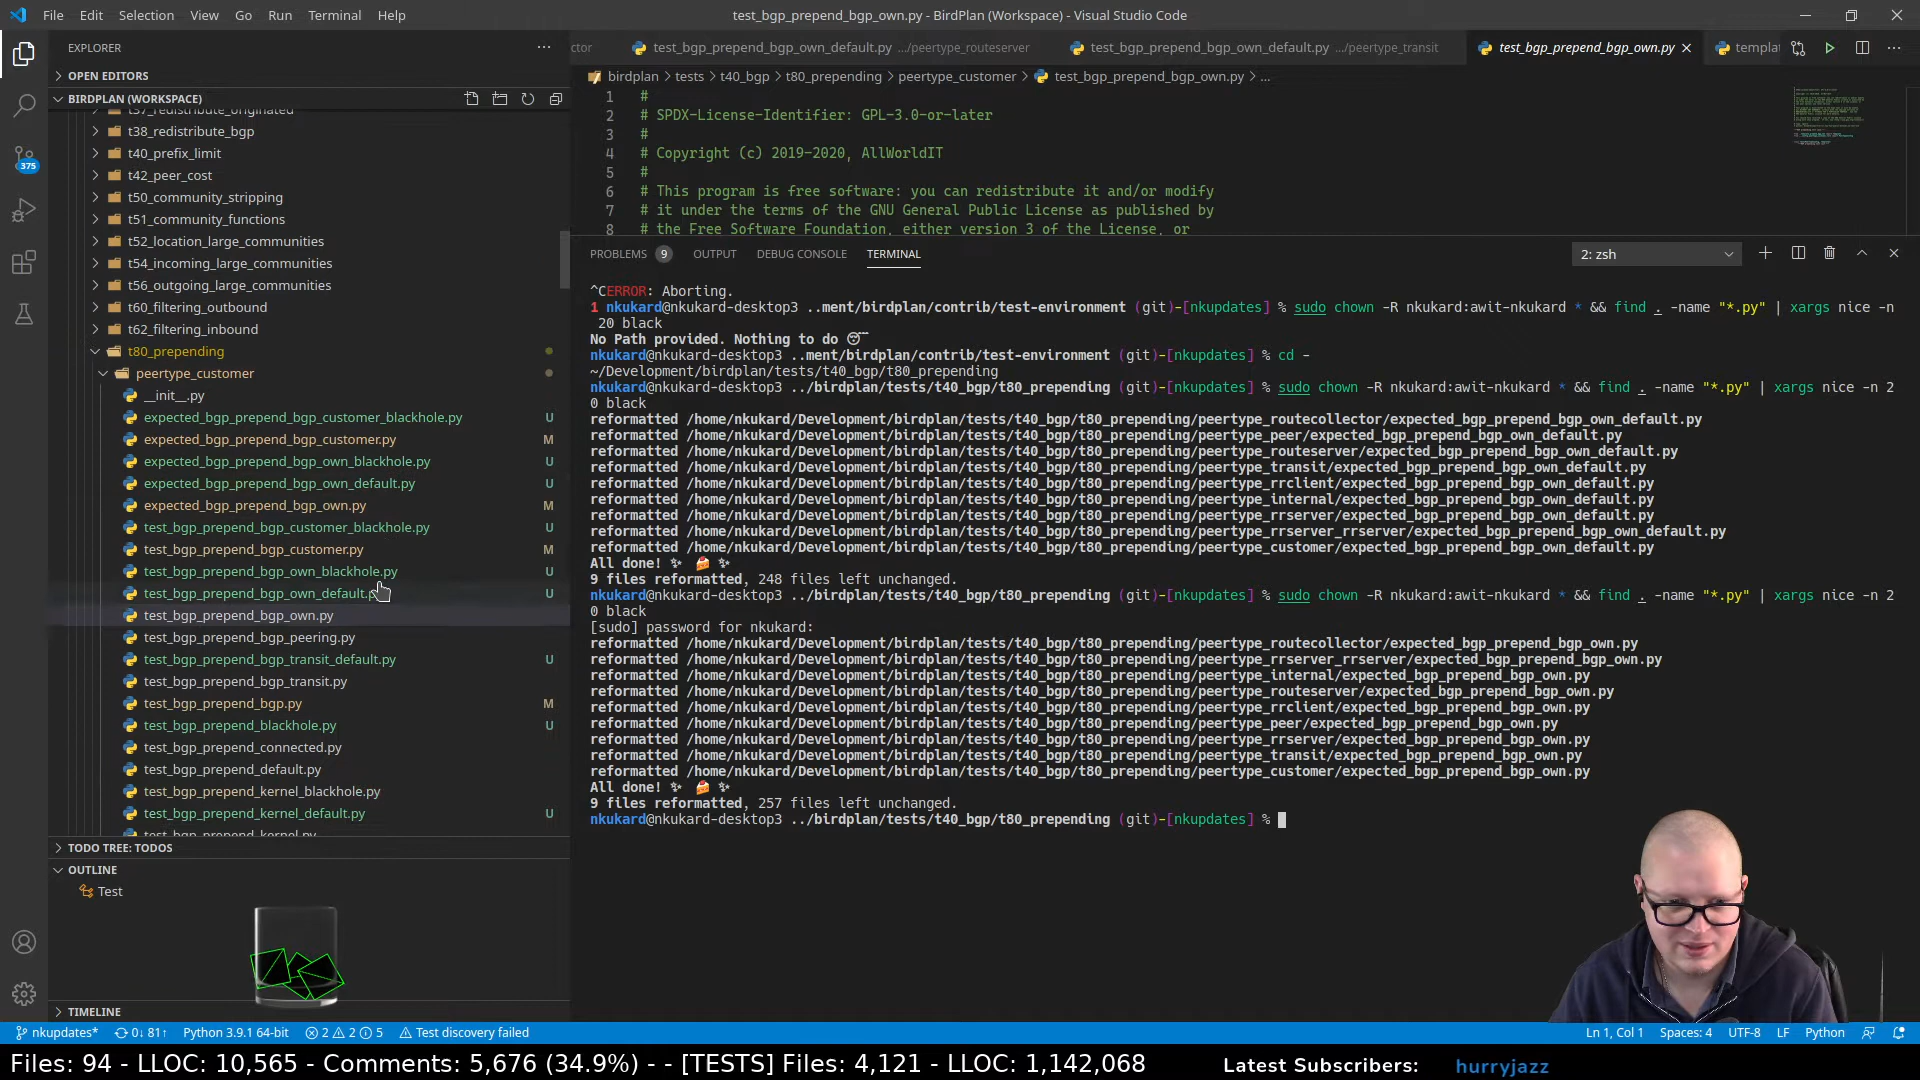 File Edit Selection View Go Run Terminal Help
test_bgp_prepend_bgp_own.py - BirdPlan (Workspace) - Visual Studio Code
EXPLORER
OPEN EDITORS
BIRDPLAN (WORKSPACE)
t37_redistribute_originated
t38_redistribute_bgp
t40_prefix_limit
t42_peer_cost
t50_community_stripping
t51_community_functions
t52_location_large_communities
t54_incoming_large_communities
t56_outgoing_large_communities
t60_filtering_outbound
t62_filtering_inbound
t80_prepending
peertype_customer
__init__.py
expected_bgp_prepend_bgp_customer_blackhole.py U
expected_bgp_prepend_bgp_customer.py M
expected_bgp_prepend_bgp_own_blackhole.py U
expected_bgp_prepend_bgp_own_default.py U
expected_bgp_prepend_bgp_own.py M
test_bgp_prepend_bgp_customer_blackhole.py U
test_bgp_prepend_bgp_customer.py M
test_bgp_prepend_bgp_own_blackhole.py U
test_bgp_prepend_bgp_own_default.p U
test_bgp_prepend_bgp_own.py
test_bgp_prepend_bgp_peering.py
test_bgp_prepend_bgp_transit_default.py U
test_bgp_prepend_bgp_transit.py
test_bgp_prepend_bgp.py M
test_bgp_prepend_blackhole.py U
test_bgp_prepend_connected.py
test_bgp_prepend_default.py
test_bgp_prepend_kernel_blackhole.py
test_bgp_prepend_kernel_default.py U
test_bgp_prepend_kernel.py
TODO TREE: TODOS
OUTLINE
Test
TIMELINE
375
ctor test_bgp_prepend_bgp_own_default.py .../peertype_routeserver test_bgp_prepend_bgp_own_default.py .../peertype_transit test_bgp_prepend_bgp_own.py templat
birdplan > tests > t40_bgp > t80_prepending > peertype_customer > test_bgp_prepend_bgp_own.py > ...
1 #
2 # SPDX-License-Identifier: GPL-3.0-or-later
3 #
4 # Copyright (c) 2019-2020, AllWorldIT
5 #
6 # This program is free software: you can redistribute it and/or modify
7 # it under the terms of the GNU General Public License as published by
8 # the Free Software Foundation, either version 3 of the License, or
PROBLEMS 9 OUTPUT DEBUG CONSOLE TERMINAL 2: zsh
^CERROR: Aborting.
1 nkukard@nkukard-desktop3 ..ment/birdplan/contrib/test-environment (git)-[nkupdates] % sudo chown -R nkukard:awit-nkukard * && find . -name "*.py" | xargs nice -n
20 black
No Path provided. Nothing to do 😴
nkukard@nkukard-desktop3 ..ment/birdplan/contrib/test-environment (git)-[nkupdates] % cd -
~/Development/birdplan/tests/t40_bgp/t80_prepending
nkukard@nkukard-desktop3 ../birdplan/tests/t40_bgp/t80_prepending (git)-[nkupdates] % sudo chown -R nkukard:awit-nkukard * && find . -name "*.py" | xargs nice -n 2
0 black
reformatted /home/nkukard/Development/birdplan/tests/t40_bgp/t80_prepending/peertype_routecollector/expected_bgp_prepend_bgp_own_default.py
reformatted /home/nkukard/Development/birdplan/tests/t40_bgp/t80_prepending/peertype_peer/expected_bgp_prepend_bgp_own_default.py
reformatted /home/nkukard/Development/birdplan/tests/t40_bgp/t80_prepending/peertype_routeserver/expected_bgp_prepend_bgp_own_default.py
reformatted /home/nkukard/Development/birdplan/tests/t40_bgp/t80_prepending/peertype_transit/expected_bgp_prepend_bgp_own_default.py
reformatted /home/nkukard/Development/birdplan/tests/t40_bgp/t80_prepending/peertype_rrclient/expected_bgp_prepend_bgp_own_default.py
reformatted /home/nkukard/Development/birdplan/tests/t40_bgp/t80_prepending/peertype_internal/expected_bgp_prepend_bgp_own_default.py
reformatted /home/nkukard/Development/birdplan/tests/t40_bgp/t80_prepending/peertype_rrserver/expected_bgp_prepend_bgp_own_default.py
reformatted /home/nkukard/Development/birdplan/tests/t40_bgp/t80_prepending/peertype_rrserver_rrserver/expected_bgp_prepend_bgp_own_default.py
reformatted /home/nkukard/Development/birdplan/tests/t40_bgp/t80_prepending/peertype_customer/expected_bgp_prepend_bgp_own_default.py
All done! ✨ 🍰 ✨
9 files reformatted, 248 files left unchanged.
nkukard@nkukard-desktop3 ../birdplan/tests/t40_bgp/t80_prepending (git)-[nkupdates] % sudo chown -R nkukard:awit-nkukard * && find . -name "*.py" | xargs nice -n 2
0 black
[sudo] password for nkukard:
reformatted /home/nkukard/Development/birdplan/tests/t40_bgp/t80_prepending/peertype_routecollector/expected_bgp_prepend_bgp_own.py
reformatted /home/nkukard/Development/birdplan/tests/t40_bgp/t80_prepending/peertype_rrserver_rrserver/expected_bgp_prepend_bgp_own.py
reformatted /home/nkukard/Development/birdplan/tests/t40_bgp/t80_prepending/peertype_internal/expected_bgp_prepend_bgp_own.py
reformatted /home/nkukard/Development/birdplan/tests/t40_bgp/t80_prepending/peertype_routeserver/expected_bgp_prepend_bgp_own.py
reformatted /home/nkukard/Development/birdplan/tests/t40_bgp/t80_prepending/peertype_rrclient/expected_bgp_prepend_bgp_own.py
reformatted /home/nkukard/Development/birdplan/tests/t40_bgp/t80_prepending/peertype_peer/expected_bgp_prepend_bgp_own.py
reformatted /home/nkukard/Development/birdplan/tests/t40_bgp/t80_prepending/peertype_rrserver/expected_bgp_prepend_bgp_own.py
reformatted /home/nkukard/Development/birdplan/tests/t40_bgp/t80_prepending/peertype_transit/expected_bgp_prepend_bgp_own.py
reformatted /home/nkukard/Development/birdplan/tests/t40_bgp/t80_prepending/peertype_customer/expected_bgp_prepend_bgp_own.py
All done! ✨ 🍰 ✨
9 files reformatted, 257 files left unchanged.
nkukard@nkukard-desktop3 ../birdplan/tests/t40_bgp/t80_prepending (git)-[nkupdates] %
nkupdates* 0↓ 81↑ Python 3.9.1 64-bit 2 2 5 Test discovery failed Ln 1, Col 1 Spaces: 4 UTF-8 LF Python
Files: 94 - LLOC: 10,565 - Comments: 5,676 (34.9%) - - [TESTS] Files: 4,121 - LLOC: 1,142,068 Latest Subscribers: hurryjazz